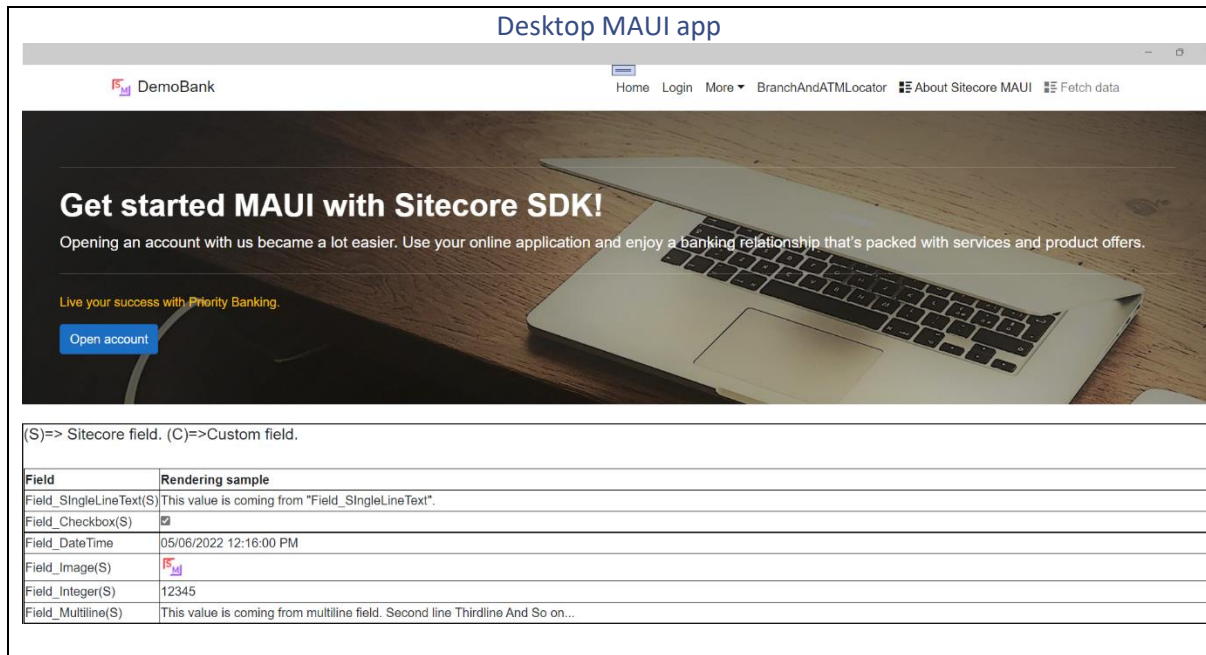 Desktop MAUI app
DemoBank
Home Login More BranchAndATMLocator About Sitecore MAUI Fetch data
Get started MAUI with Sitecore SDK!
Opening an account with us became a lot easier. Use your online application and enjoy a banking relationship that's packed with services and product offers.
Live your success with Priority Banking.
Open account
(S)=> Sitecore field. (C)=>Custom field.
Field Rendering sample
Field_SIngleLineText(S) This value is coming from "Field_SIngleLineText".
Field_Checkbox(S)
Field_DateTime 05/06/2022 12:16:00 PM
Field_Image(S) SMJ
Field_Integer(S) 12345
Field_Multiline(S) This value is coming from multiline field. Second line Thirdline And So on...